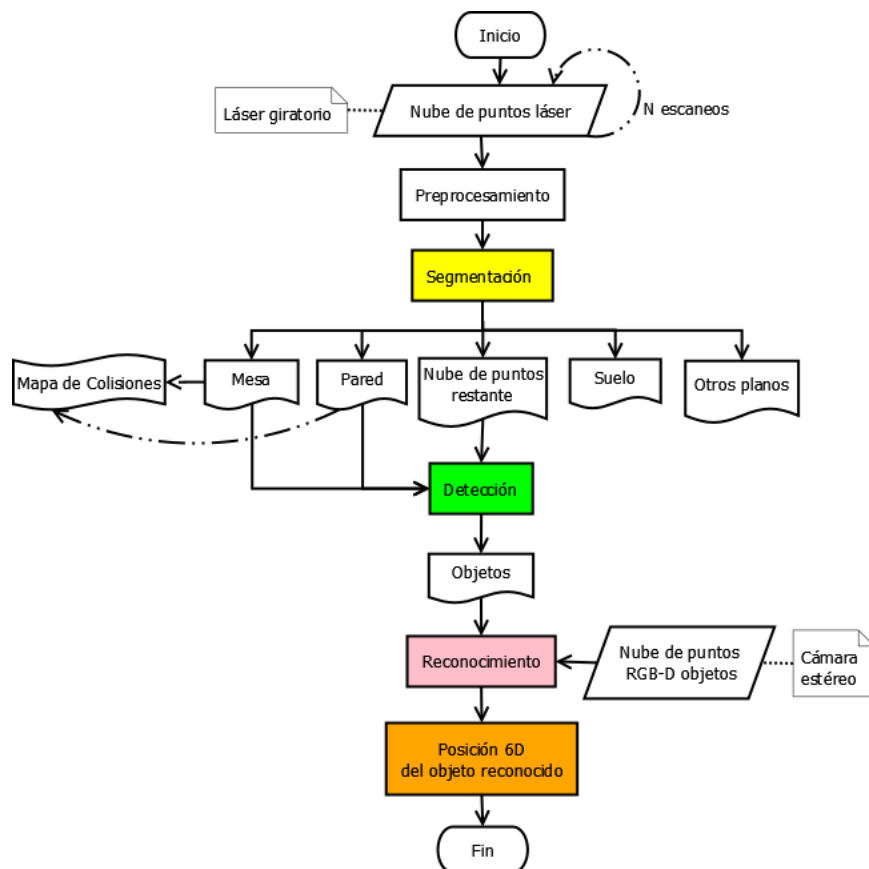 Inicio
Láser giratorio
Nube de puntos láser
N escaneos
Preprocesamiento
Segmentación
Mapa de Colisiones
Mesa
Pared
Nube de puntos
restante
Suelo
Otros planos
Detección
Objetos
Reconocimiento
Nube de puntos
RGB-D objetos
Cámara
estéreo
Posición 6D
del objeto reconocido
Fin